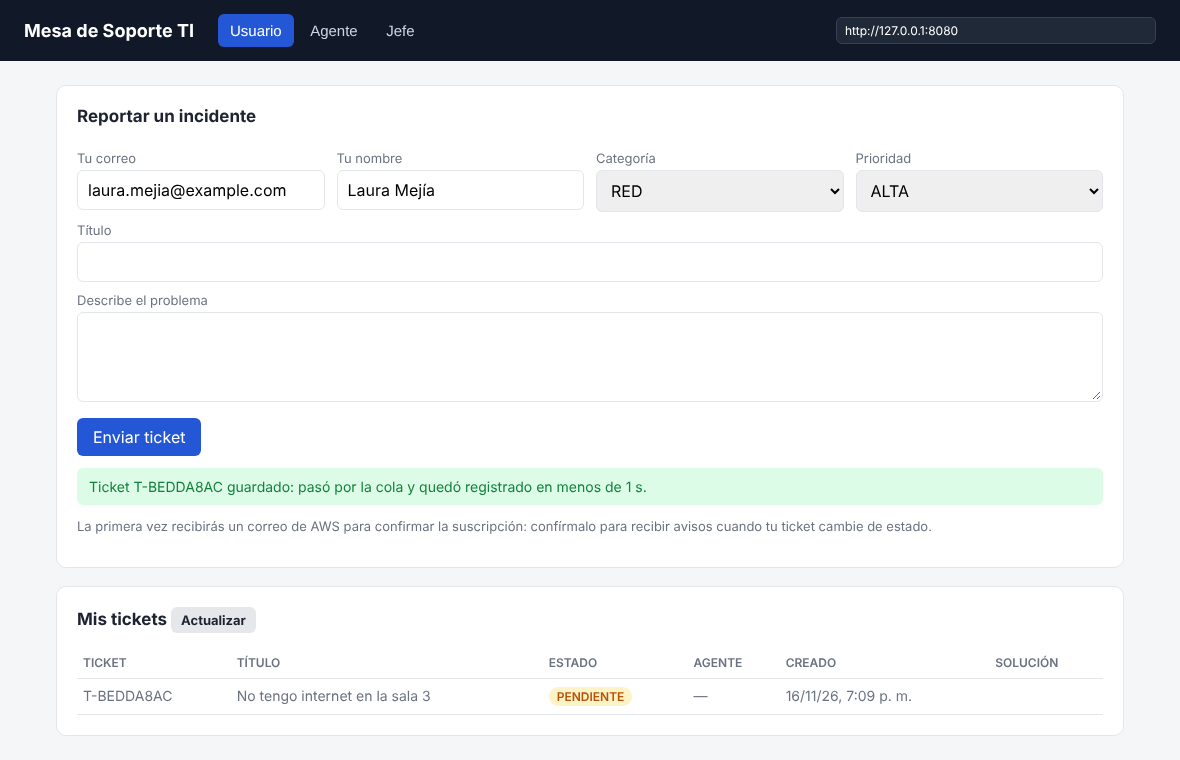 Mesa de Soporte TI Usuario Agente Jefe http://127.0.0.1:8080
Reportar un incidente
Tu correo Tu nombre Categoría Prioridad
laura.mejia@example.com Laura Mejía RED ALTA
Título
Describe el problema
Enviar ticket
Ticket T-BEDDA8AC guardado: pasó por la cola y quedó registrado en menos de 1 s.
La primera vez recibirás un correo de AWS para confirmar la suscripción: confírmalo para recibir avisos cuando tu ticket cambie de estado.
Mis tickets Actualizar
TICKET TÍTULO ESTADO AGENTE CREADO SOLUCIÓN
T-BEDDA8AC No tengo internet en la sala 3 PENDIENTE — 16/11/26, 7:09 p. m.